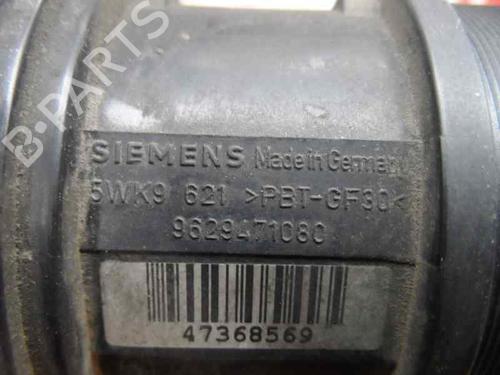 B-PARTS
SIEMENS Made in Germany
5WK9 621 >PBT-GF30<
9629471080
47368569